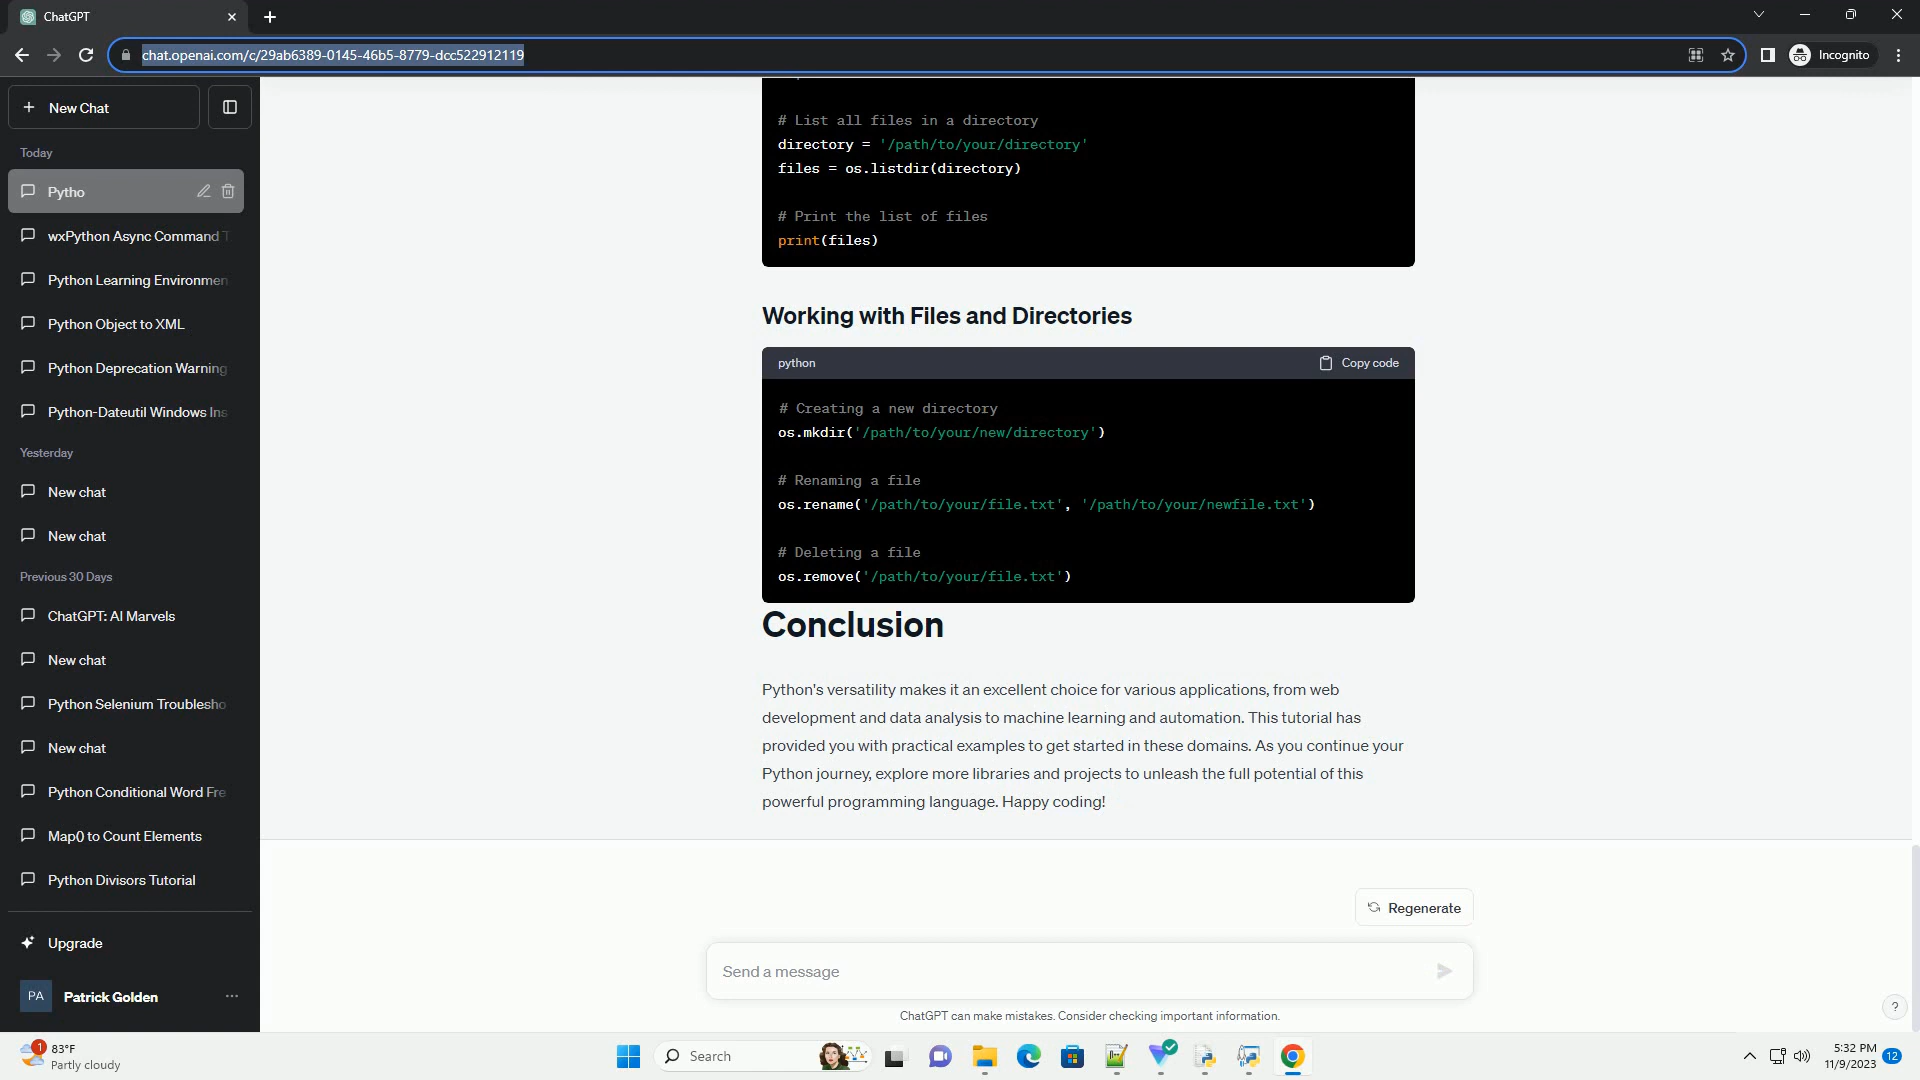 ChatGPT
chat.openai.com/c/29ab6389-0145-46b5-8779-dcc522912119
Incognito
New Chat
Today
Pytho
wxPython Async Command T
Python Learning Environmen
Python Object to XML
Python Deprecation Warning
Python-Dateutil Windows Ins
Yesterday
New chat
New chat
Previous 30 Days
ChatGPT: AI Marvels
New chat
Python Selenium Troublesho
New chat
Python Conditional Word Fre
Map() to Count Elements
Python Divisors Tutorial
Upgrade
PA
Patrick Golden
# List all files in a directory
directory = '/path/to/your/directory'
files = os.listdir(directory)
# Print the list of files
print(files)
Working with Files and Directories
python
Copy code
# Creating a new directory
os.mkdir('/path/to/your/new/directory')
# Renaming a file
os.rename('/path/to/your/file.txt', '/path/to/your/newfile.txt')
# Deleting a file
os.remove('/path/to/your/file.txt')
Conclusion
Python's versatility makes it an excellent choice for various applications, from web
development and data analysis to machine learning and automation. This tutorial has
provided you with practical examples to get started in these domains. As you continue your
Python journey, explore more libraries and projects to unleash the full potential of this
powerful programming language. Happy coding!
Regenerate
Send a message
ChatGPT can make mistakes. Consider checking important information.
?
1
83°F
Partly cloudy
Search
5:32 PM
11/9/2023
12